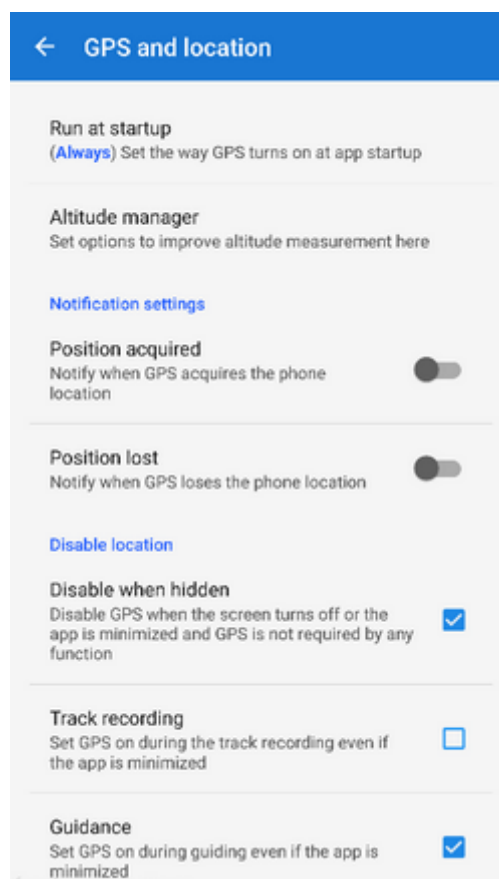 GPS and location
Run at startup
(Always) Set the way GPS turns on at app startup
Altitude manager
Set options to improve altitude measurement here
Notification settings
Position acquired
Notify when GPS acquires the phone
location
Position lost
Notify when GPS loses the phone location
Disable location
Disable when hidden
Disable GPS when the screen turns off or the
app is minimized and GPS is not required by any
function
Track recording
Set GPS on during the track recording even if
the app is minimized
Guidance
Set GPS on during guiding even if the app is
minimized